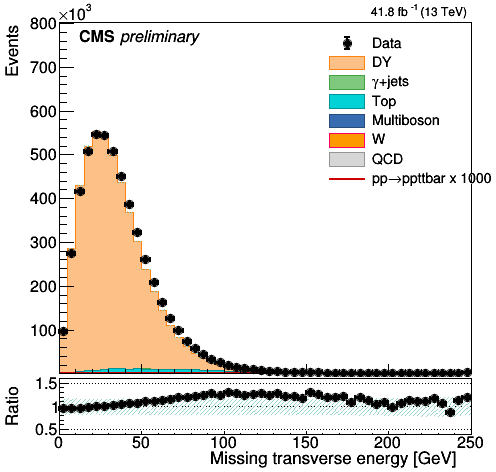 ×10³
41.8 fb⁻¹ (13 TeV)
Events
800
700
600
500
400
300
200
100
CMS preliminary
Data
DY
γ+jets
Top
Multiboson
W
QCD
pp→ppttbar x 1000
Ratio
1.5
1
0.5
0 50 100 150 200 250
Missing transverse energy [GeV]